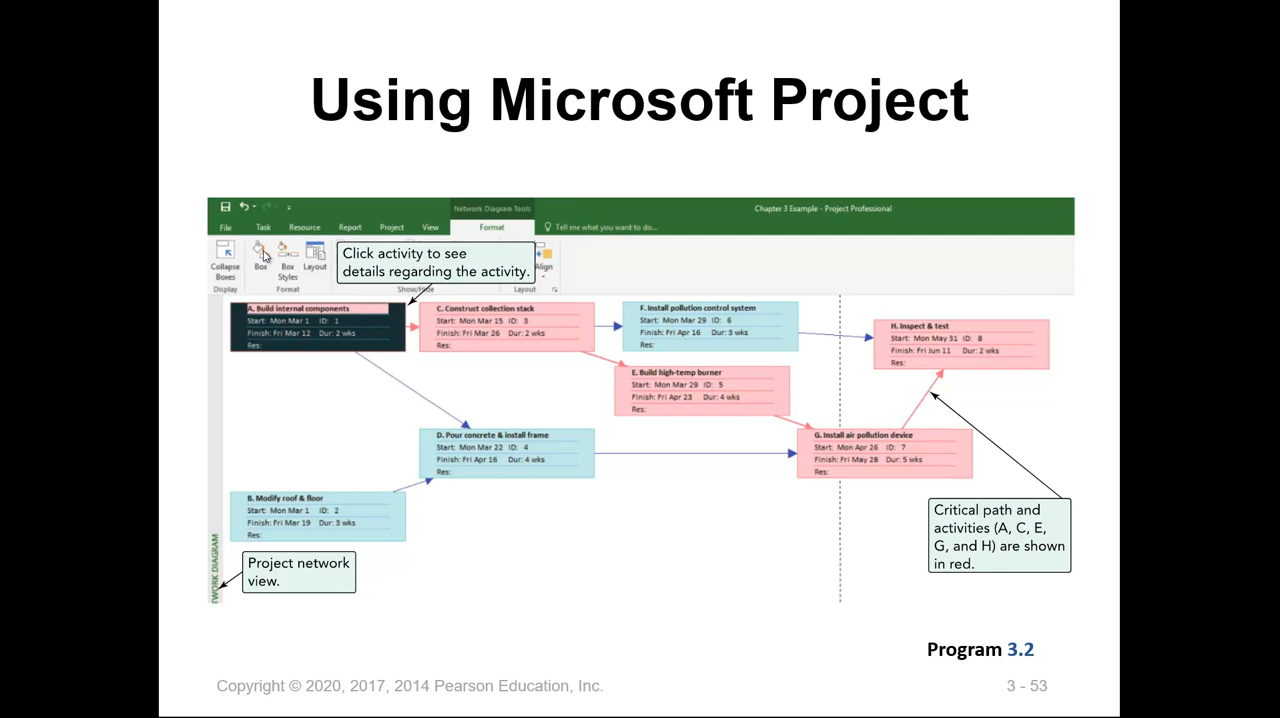 Using Microsoft Project
Network Diagram Tools
Chapter 3 Example - Project Professional
File Task Resource Report Project View Format Tell me what you want to do...
Collapse Boxes
Box
Box Styles
Layout
Align
Display Format Show/Hide Layout
Click activity to see
details regarding the activity.
A. Build internal components
Start: Mon Mar 1 ID: 1
Finish: Fri Mar 12 Dur: 2 wks
Res:
C. Construct collection stack
Start: Mon Mar 15 ID: 3
Finish: Fri Mar 26 Dur: 2 wks
Res:
F. Install pollution control system
Start: Mon Mar 29 ID: 6
Finish: Fri Apr 16 Dur: 3 wks
Res:
H. Inspect & test
Start: Mon May 31 ID: 8
Finish: Fri Jun 11 Dur: 2 wks
Res:
E. Build high-temp burner
Start: Mon Mar 29 ID: 5
Finish: Fri Apr 23 Dur: 4 wks
Res:
D. Pour concrete & install frame
Start: Mon Mar 22 ID: 4
Finish: Fri Apr 16 Dur: 4 wks
Res:
G. Install air pollution device
Start: Mon Apr 26 ID: 7
Finish: Fri May 28 Dur: 5 wks
Res:
B. Modify roof & floor
Start: Mon Mar 1 ID: 2
Finish: Fri Mar 19 Dur: 3 wks
Res:
Critical path and
activities (A, C, E,
G, and H) are shown
in red.
Project network
view.
TWORK DIAGRAM
Program 3.2
Copyright © 2020, 2017, 2014 Pearson Education, Inc.
3 - 53